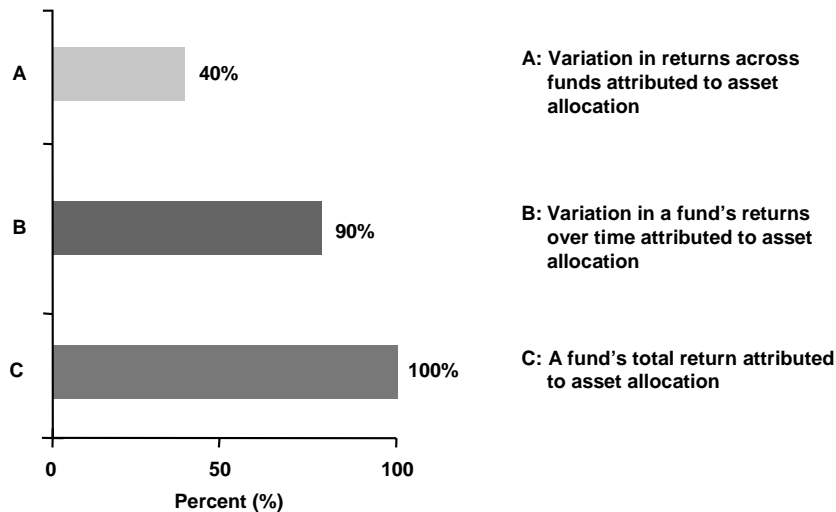 A
40%
B
90%
C
100%
0
50
100
Percent (%)
A: Variation in returns across
funds attributed to asset
allocation
B: Variation in a fund’s returns
over time attributed to asset
allocation
C: A fund’s total return attributed
to asset allocation